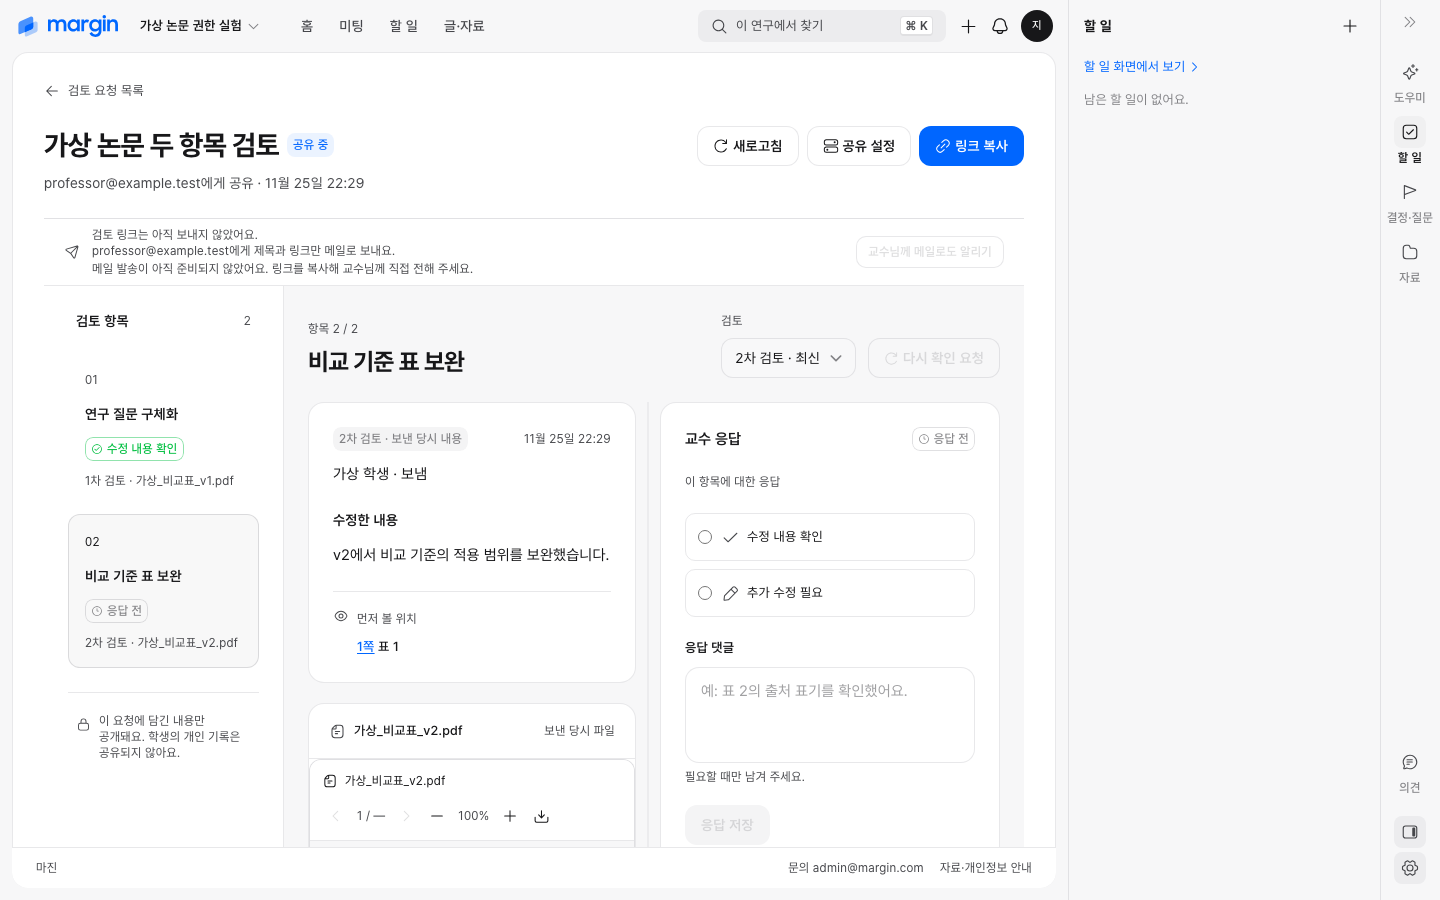 margin
가상 논문 권한 실험
홈
미팅
할 일
글·자료
이 연구에서 찾기
⌘ K
지
검토 요청 목록
가상 논문 두 항목 검토
공유 중
새로고침
공유 설정
링크 복사
professor@example.test에게 공유 · 11월 25일 22:29
검토 링크는 아직 보내지 않았어요.
professor@example.test에게 제목과 링크만 메일로 보내요.
메일 발송이 아직 준비되지 않았어요. 링크를 복사해 교수님께 직접 전해 주세요.
교수님께 메일로도 알리기
검토 항목
2
01
연구 질문 구체화
수정 내용 확인
1차 검토 · 가상_비교표_v1.pdf
02
비교 기준 표 보완
응답 전
2차 검토 · 가상_비교표_v2.pdf
이 요청에 담긴 내용만
공개돼요. 학생의 개인 기록은
공유되지 않아요.
항목 2 / 2
비교 기준 표 보완
검토
2차 검토 · 최신
다시 확인 요청
2차 검토 · 보낸 당시 내용
11월 25일 22:29
가상 학생 · 보냄
수정한 내용
v2에서 비교 기준의 적용 범위를 보완했습니다.
먼저 볼 위치
1쪽 표 1
가상_비교표_v2.pdf
보낸 당시 파일
가상_비교표_v2.pdf
1 / —
100%
교수 응답
응답 전
이 항목에 대한 응답
수정 내용 확인
추가 수정 필요
응답 댓글
예: 표 2의 출처 표기를 확인했어요.
필요할 때만 남겨 주세요.
응답 저장
마진
문의 admin@margin.com
자료·개인정보 안내
할 일
할 일 화면에서 보기
남은 할 일이 없어요.
도우미
할 일
결정·질문
자료
의견